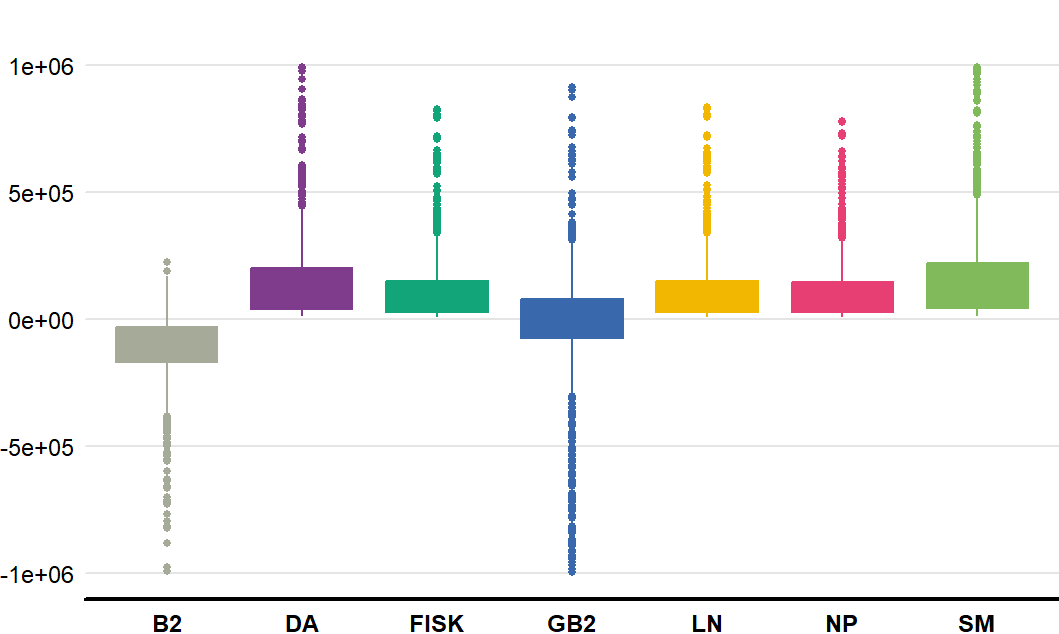 1e+06
5e+05
0e+00
-5e+05
-1e+06
B2 DA FISK GB2 LN NP SM